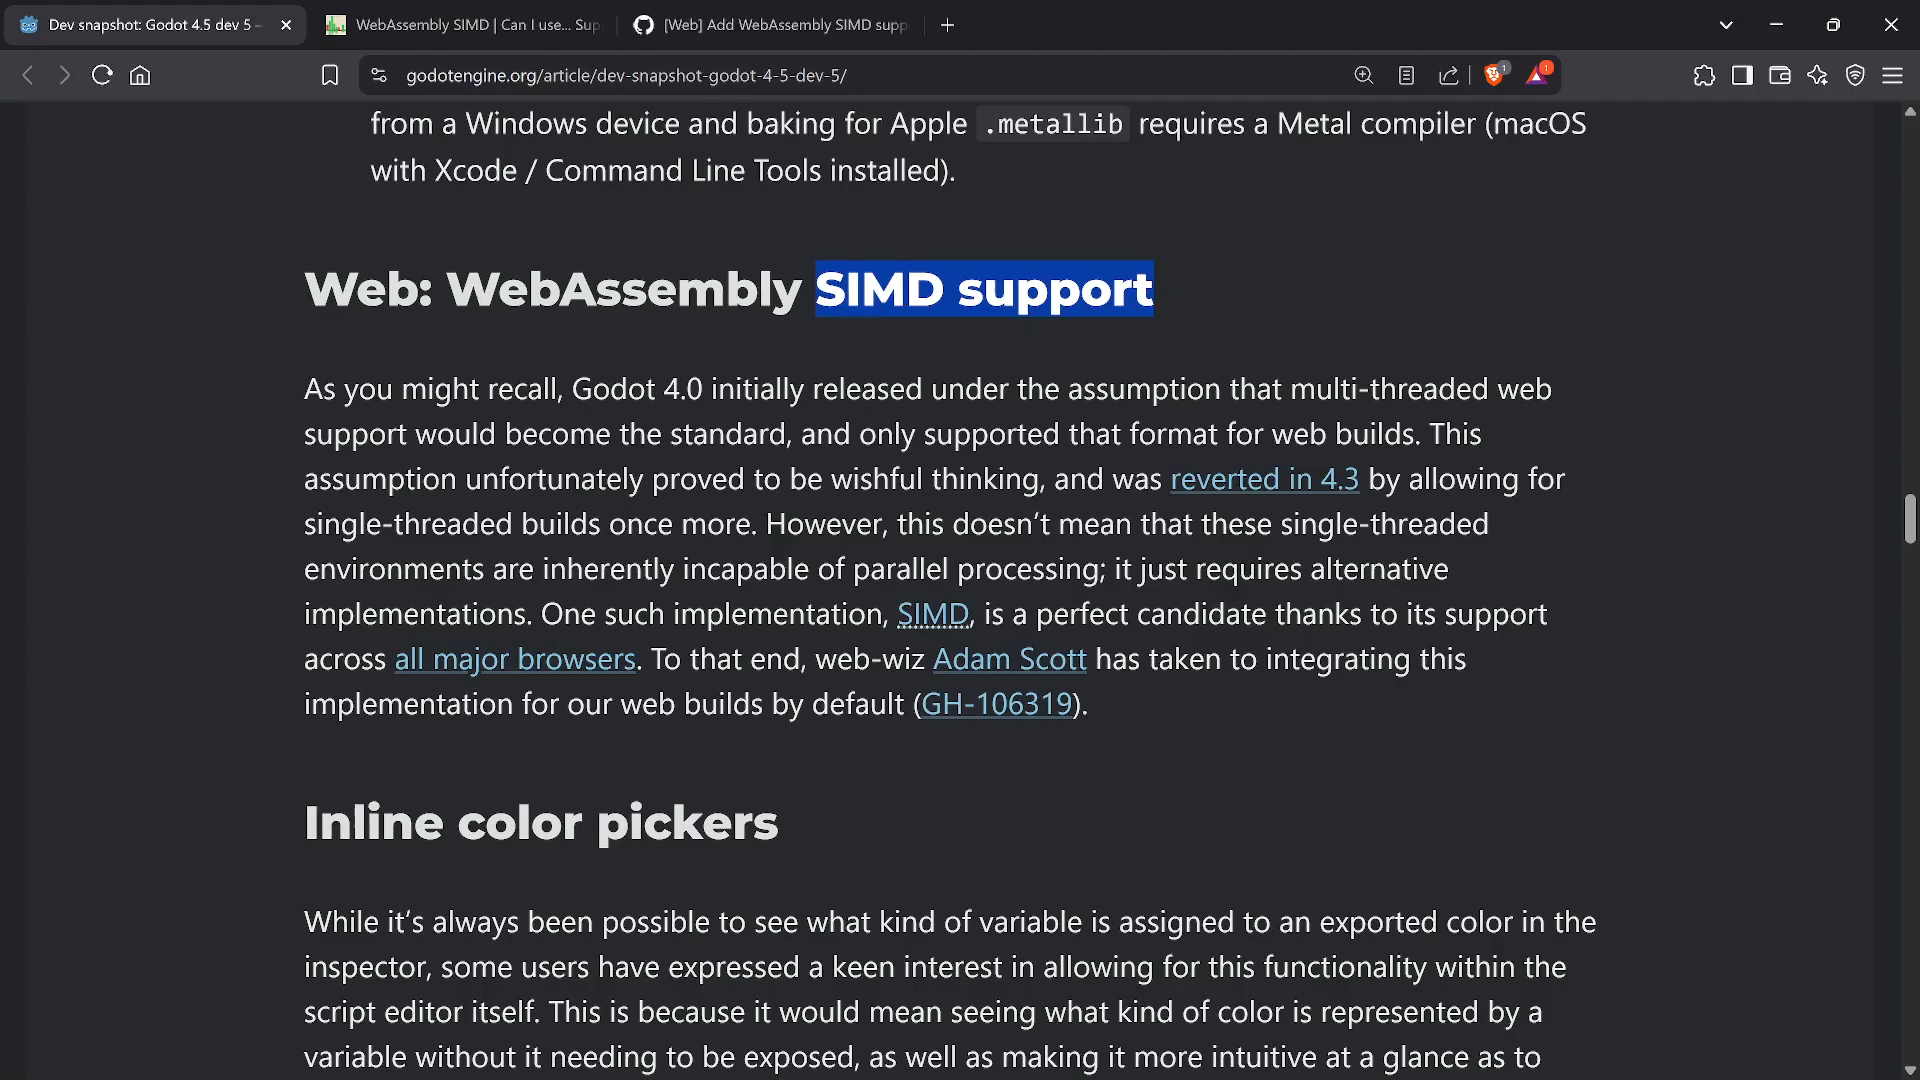 Dev snapshot: Godot 4.5 dev 5 –
WebAssembly SIMD | Can I use... Sup
[Web] Add WebAssembly SIMD supp
godotengine.org/article/dev-snapshot-godot-4-5-dev-5/
1
1
from a Windows device and baking for Apple .metallib requires a Metal compiler (macOS
with Xcode / Command Line Tools installed).
Web: WebAssembly SIMD support
As you might recall, Godot 4.0 initially released under the assumption that multi-threaded web
support would become the standard, and only supported that format for web builds. This
assumption unfortunately proved to be wishful thinking, and was reverted in 4.3 by allowing for
single-threaded builds once more. However, this doesn’t mean that these single-threaded
environments are inherently incapable of parallel processing; it just requires alternative
implementations. One such implementation, SIMD, is a perfect candidate thanks to its support
across all major browsers. To that end, web-wiz Adam Scott has taken to integrating this
implementation for our web builds by default (GH-106319).
Inline color pickers
While it’s always been possible to see what kind of variable is assigned to an exported color in the
inspector, some users have expressed a keen interest in allowing for this functionality within the
script editor itself. This is because it would mean seeing what kind of color is represented by a
variable without it needing to be exposed, as well as making it more intuitive at a glance as to